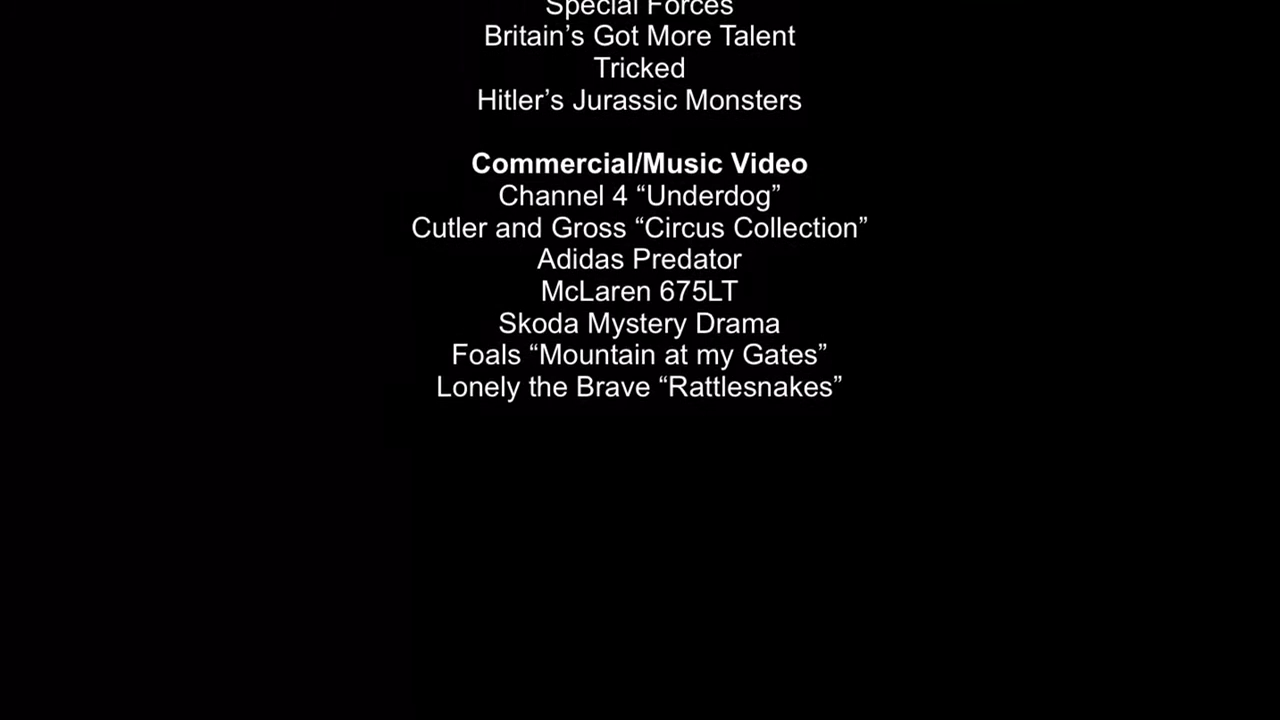 Special Forces
Britain’s Got More Talent
Tricked
Hitler’s Jurassic Monsters
Commercial/Music Video
Channel 4 “Underdog”
Cutler and Gross “Circus Collection”
Adidas Predator
McLaren 675LT
Skoda Mystery Drama
Foals “Mountain at my Gates”
Lonely the Brave “Rattlesnakes”